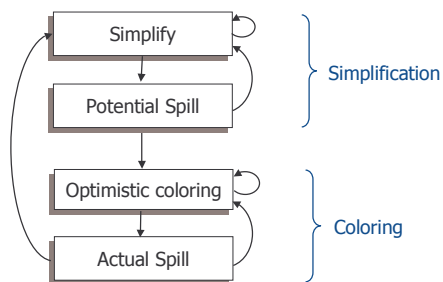 Simplify
Potential Spill
Simplification
Optimistic coloring
Actual Spill
Coloring